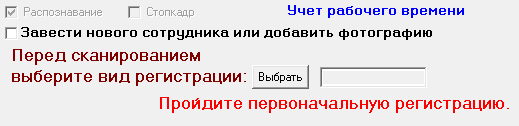 Распознавание Стопкадр Учет рабочего времени
Завести нового сотрудника или добавить фотографию
Перед сканированием
выберите вид регистрации: Выбрать
Пройдите первоначальную регистрацию.